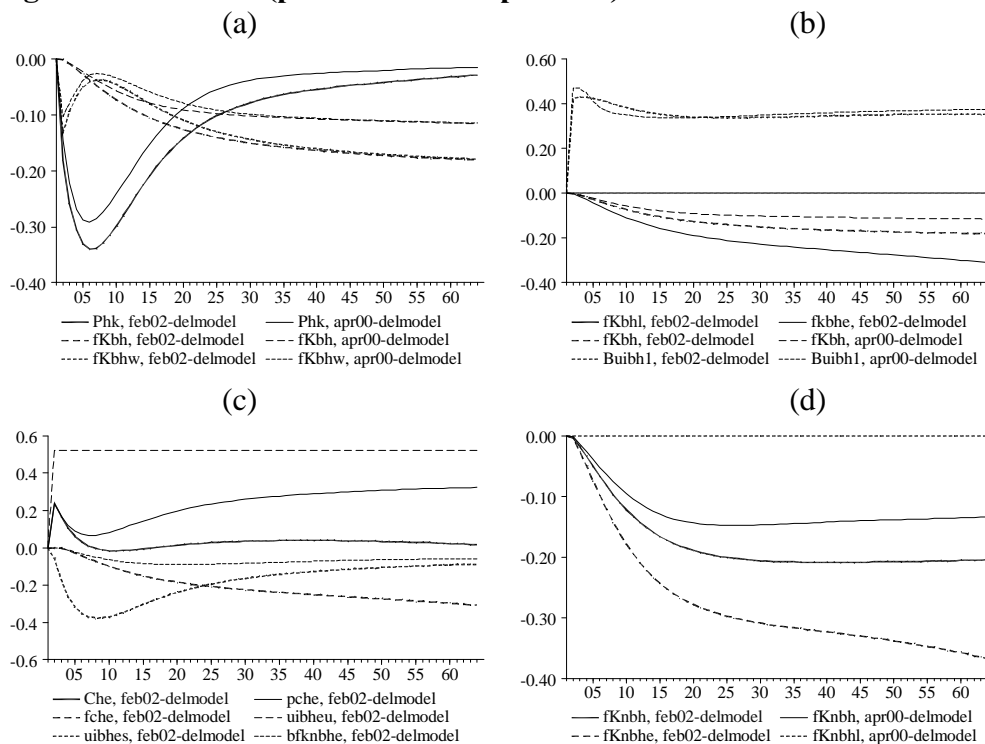 (a)
(b)
0.00
-0.10
-0.20
-0.30
-0.40
05 10 15 20 25 30 35 40 45 50 55 60
Phk, feb02-delmodel Phk, apr00-delmodel
fKbh, feb02-delmodel fKbh, apr00-delmodel
fKbhw, feb02-delmodel fKbhw, apr00-delmodel
0.60
0.40
0.20
0.00
-0.20
-0.40
05 10 15 20 25 30 35 40 45 50 55 60
fKbhl, feb02-delmodel fkbhe, feb02-delmodel
fKbh, feb02-delmodel fKbh, apr00-delmodel
Buibh1, feb02-delmodel Buibh1, apr00-delmodel
(c)
(d)
0.6
0.4
0.2
0.0
-0.2
-0.4
-0.6
05 10 15 20 25 30 35 40 45 50 55 60
Che, feb02-delmodel pche, feb02-delmodel
fche, feb02-delmodel uibheu, feb02-delmodel
uibhes, feb02-delmodel bfknbhe, feb02-delmodel
0.00
-0.10
-0.20
-0.30
-0.40
05 10 15 20 25 30 35 40 45 50 55 60
fKnbh, feb02-delmodel fKnbh, apr00-delmodel
fKnbhe, feb02-delmodel fKnbhl, apr00-delmodel